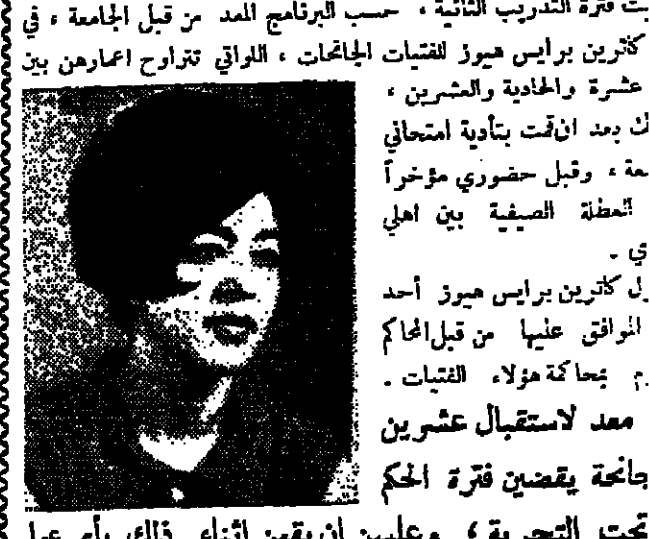 فترة التدريب الثانية ، حسب البرنامج المعد من قبل الجامعة ، في
كاترين برايس هيوز للفتيات الجانحات ، اللواتي تتراوح اعمارهن بين
عشرة والحادية والعشرين ،
بعد ان قمت بتأدية امتحاني
وقبل حضوري مؤخراً
العطلة الصيفية بين اهلي
كاترين برايس هيوز أحد
الموافق عليها من قبل المحاكم
بمحاكمة هؤلاء الفتيات .
معد لاستقبال عشرين
جانحة يقضين فترة الحكم
تحت التجربة ، وعليهن ان يقمن اثناء ذلك